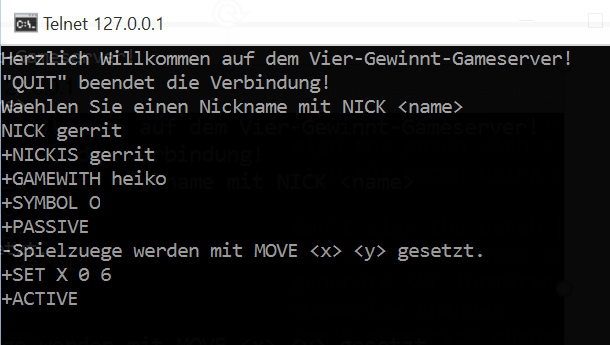 Telnet 127.0.0.1
Herzlich Willkommen auf dem Vier-Gewinnt-Gameserver!
"QUIT" beendet die Verbindung!
Waehlen Sie einen Nickname mit NICK <name>
NICK gerrit
+NICKIS gerrit
+GAMEWITH heiko
+SYMBOL O
+PASSIVE
-Spielzuege werden mit MOVE <x> <y> gesetzt.
+SET X 0 6
+ACTIVE